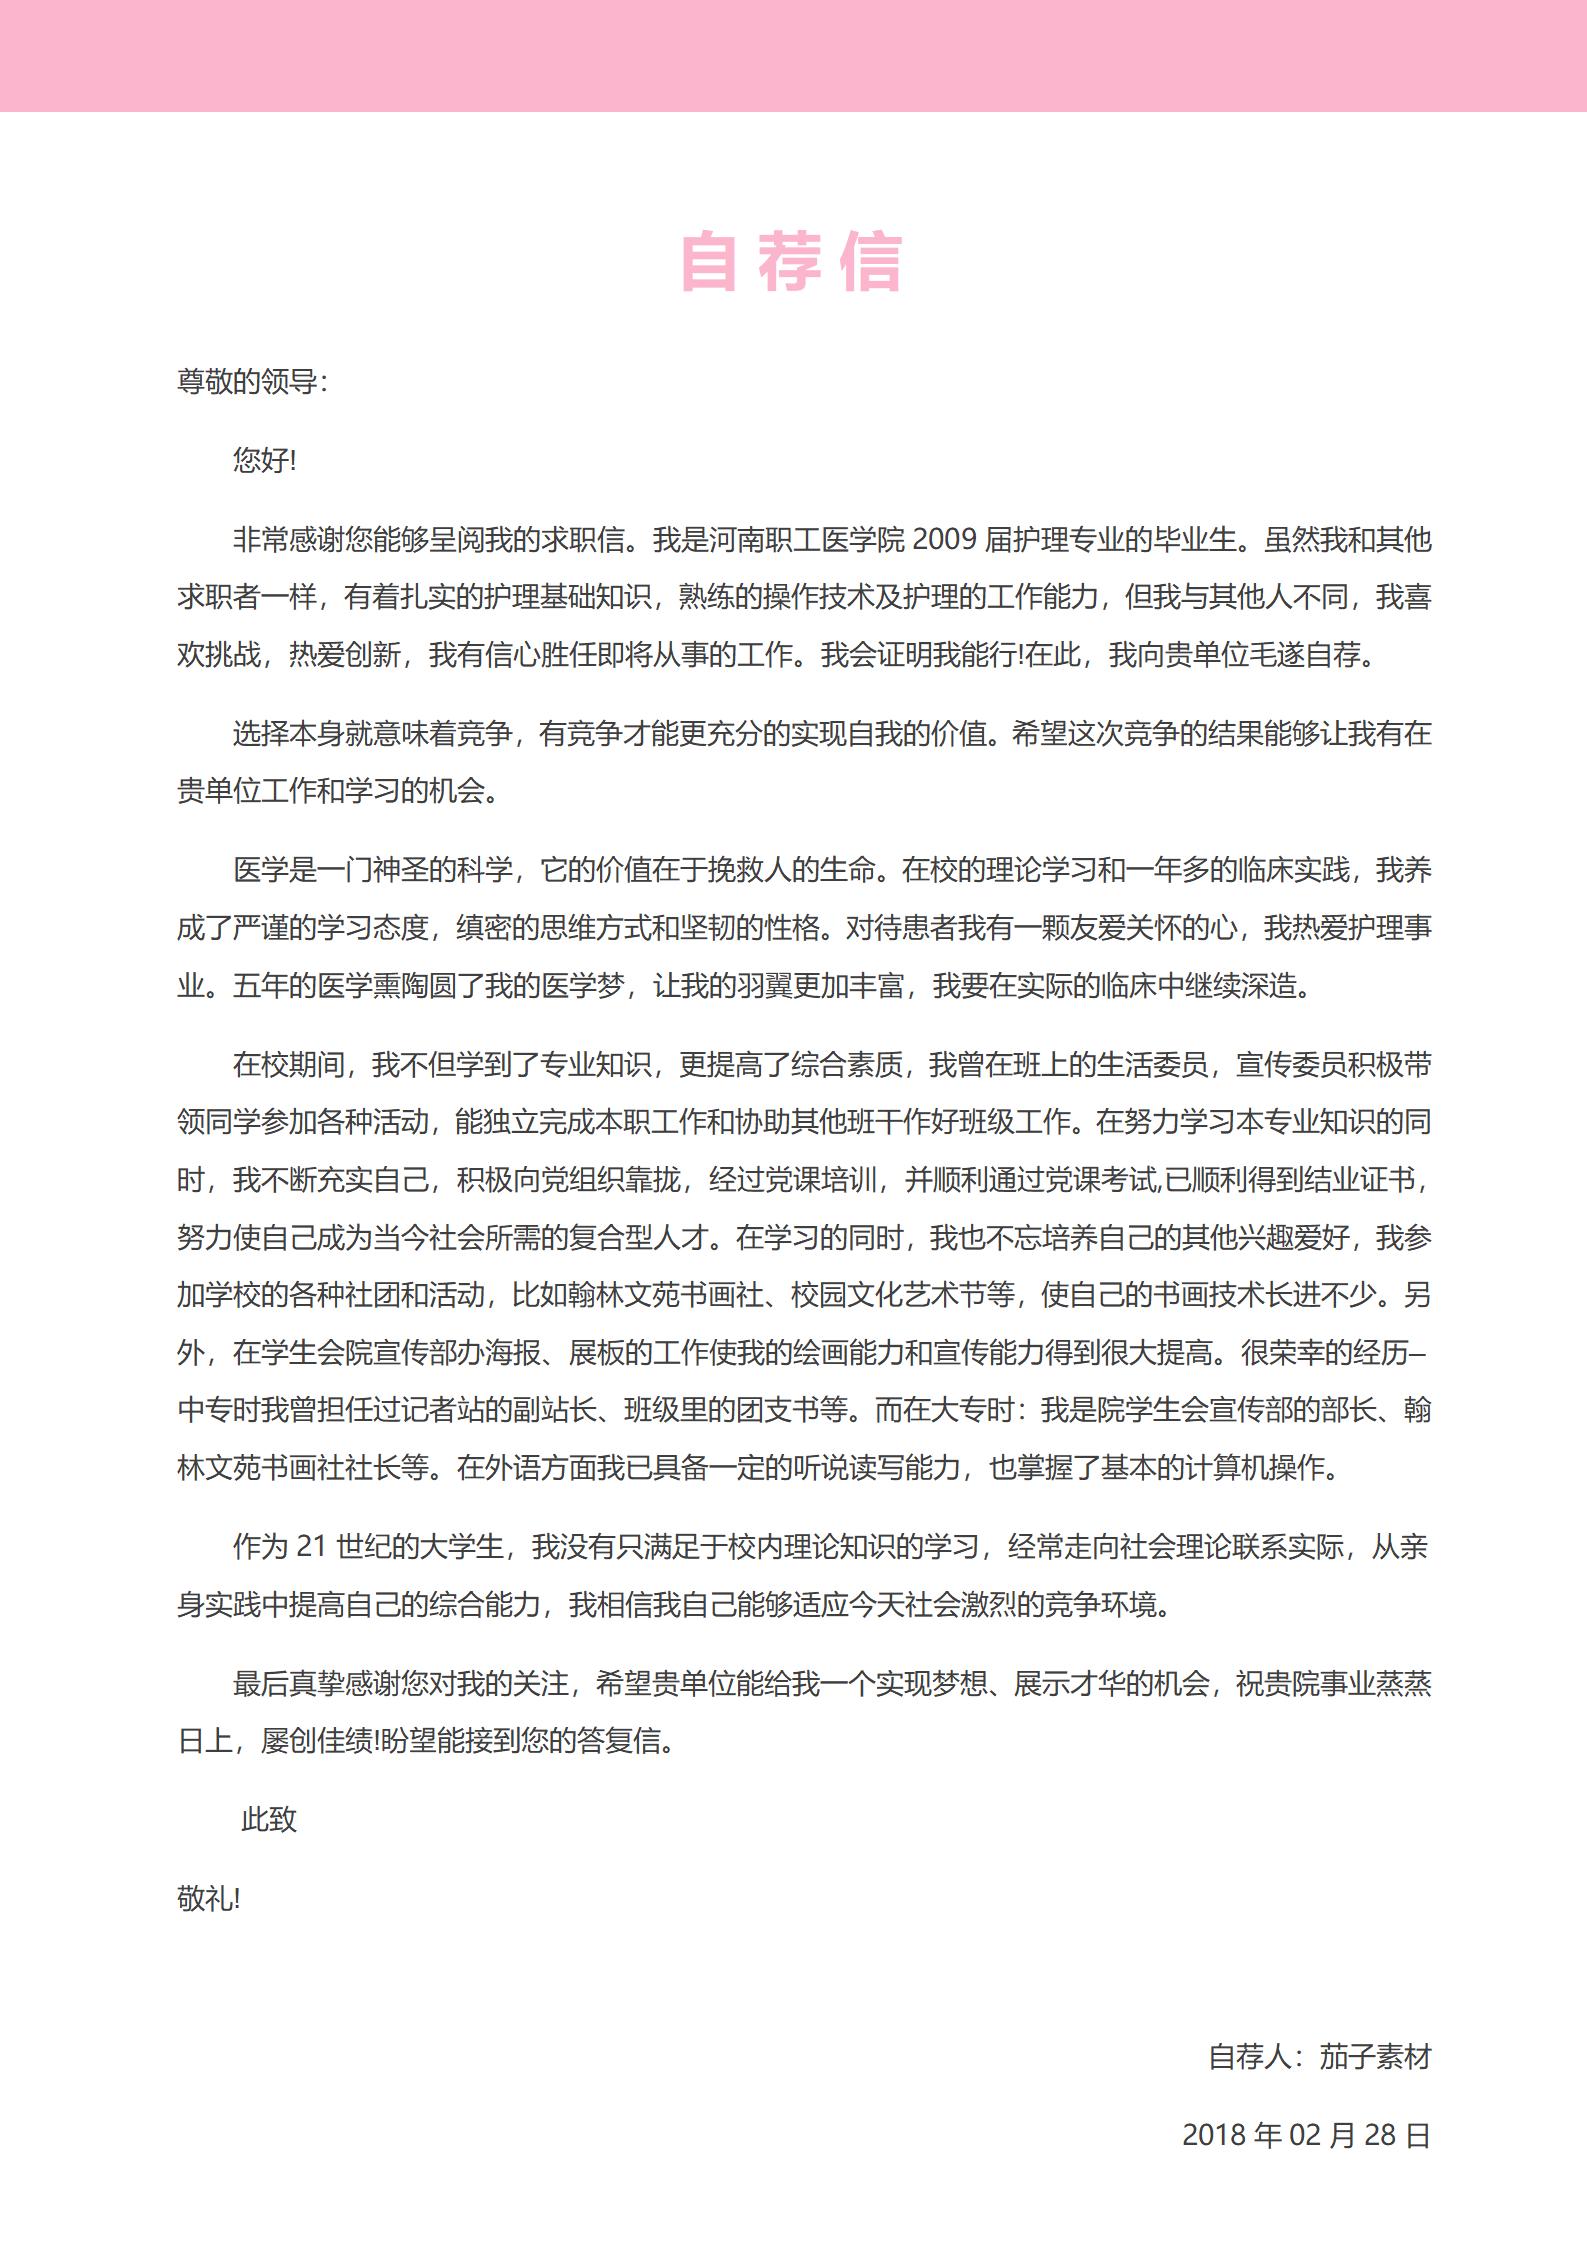 自荐信
尊敬的领导：
您好!
非常感谢您能够呈阅我的求职信。我是河南职工医学院 2009 届护理专业的毕业生。虽然我和其他
求职者一样，有着扎实的护理基础知识，熟练的操作技术及护理的工作能力，但我与其他人不同，我喜
欢挑战，热爱创新，我有信心胜任即将从事的工作。我会证明我能行!在此，我向贵单位毛遂自荐。
选择本身就意味着竞争，有竞争才能更充分的实现自我的价值。希望这次竞争的结果能够让我有在
贵单位工作和学习的机会。
医学是一门神圣的科学，它的价值在于挽救人的生命。在校的理论学习和一年多的临床实践，我养
成了严谨的学习态度，缜密的思维方式和坚韧的性格。对待患者我有一颗友爱关怀的心，我热爱护理事
业。五年的医学熏陶圆了我的医学梦，让我的羽翼更加丰富，我要在实际的临床中继续深造。
在校期间，我不但学到了专业知识，更提高了综合素质，我曾在班上的生活委员，宣传委员积极带
领同学参加各种活动，能独立完成本职工作和协助其他班干作好班级工作。在努力学习本专业知识的同
时，我不断充实自己，积极向党组织靠拢，经过党课培训，并顺利通过党课考试,已顺利得到结业证书，
努力使自己成为当今社会所需的复合型人才。在学习的同时，我也不忘培养自己的其他兴趣爱好，我参
加学校的各种社团和活动，比如翰林文苑书画社、校园文化艺术节等，使自己的书画技术长进不少。另
外，在学生会院宣传部办海报、展板的工作使我的绘画能力和宣传能力得到很大提高。很荣幸的经历–
中专时我曾担任过记者站的副站长、班级里的团支书等。而在大专时：我是院学生会宣传部的部长、翰
林文苑书画社社长等。在外语方面我已具备一定的听说读写能力，也掌握了基本的计算机操作。
作为 21 世纪的大学生，我没有只满足于校内理论知识的学习，经常走向社会理论联系实际，从亲
身实践中提高自己的综合能力，我相信我自己能够适应今天社会激烈的竞争环境。
最后真挚感谢您对我的关注，希望贵单位能给我一个实现梦想、展示才华的机会，祝贵院事业蒸蒸
日上，屡创佳绩!盼望能接到您的答复信。
此致
敬礼!
自荐人：茄子素材
2018 年 02 月 28 日